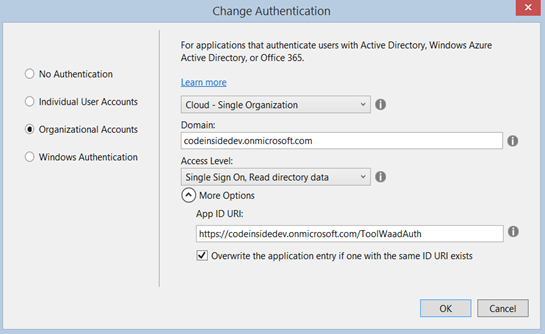 Change Authentication
No Authentication
Individual User Accounts
Organizational Accounts
Windows Authentication
For applications that authenticate users with Active Directory, Windows Azure
Active Directory, or Office 365.
Learn more
Cloud - Single Organization
Domain:
codeinsidedev.onmicrosoft.com
Access Level:
Single Sign On, Read directory data
More Options
App ID URI:
https://codeinsidedev.onmicrosoft.com/ToolWaadAuth
Overwrite the application entry if one with the same ID URI exists
OK
Cancel